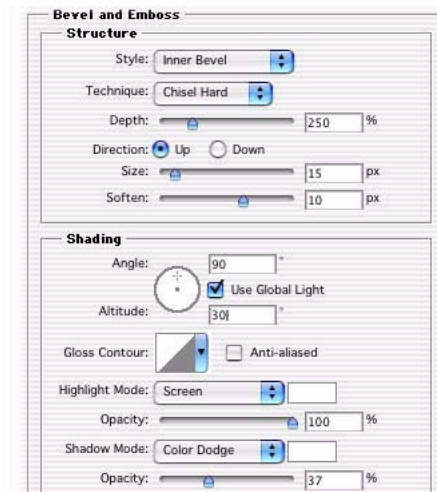 Bevel and Emboss
Structure
Style: Inner Bevel
Technique: Chisel Hard
Depth: 250 %
Direction: Up Down
Size: 15 px
Soften: 10 px
Shading
Angle: 90 °
Use Global Light
Altitude: 30 °
Gloss Contour: Anti-aliased
Highlight Mode: Screen
Opacity: 100 %
Shadow Mode: Color Dodge
Opacity: 37 %